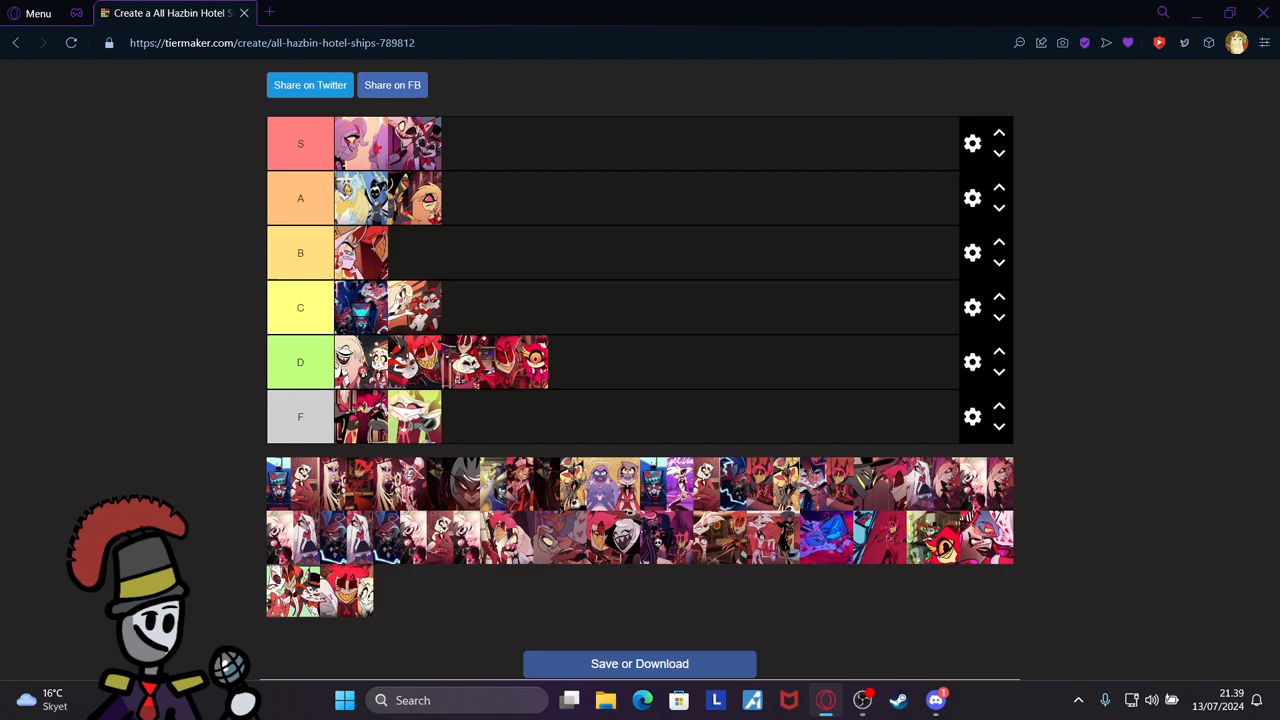 Menu
Create a All Hazbin Hotel S
https://tiermaker.com/create/all-hazbin-hotel-ships-789812
Share on Twitter
Share on FB
S
A
B
C
D
F
Save or Download
16°C
Skyet
Search
L
1
21.39
13/07/2024